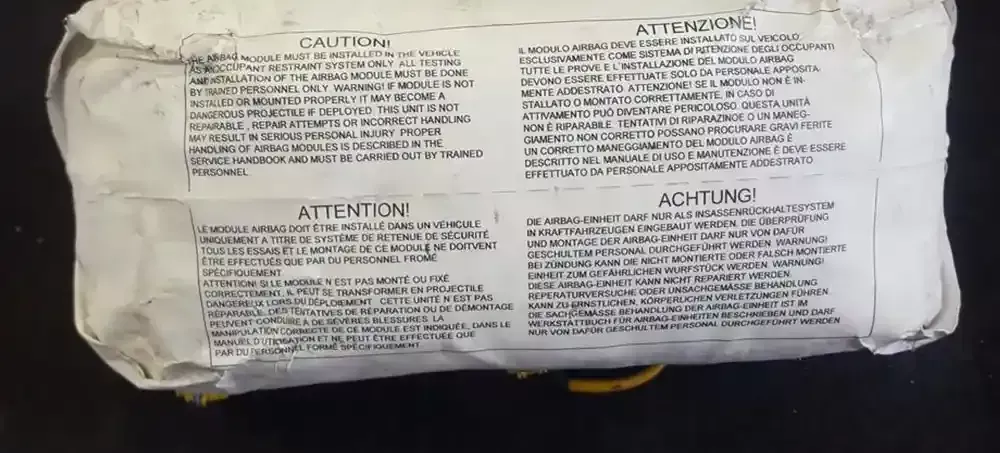 CAUTION!
THE AIRBAG MODULE MUST BE INSTALLED IN THE VEHICLE
AS OCCUPANT RESTRAINT SYSTEM ONLY. ALL TESTING
AND INSTALLATION OF THE AIRBAG MODULE MUST BE DONE
BY TRAINED PERSONNEL ONLY. WARNING! IF MODULE IS NOT
INSTALLED OR MOUNTED PROPERLY IT MAY BECOME A
DANGEROUS PROJECTILE IF DEPLOYED. THIS UNIT IS NOT
REPAIRABLE, REPAIR ATTEMPTS OR INCORRECT HANDLING
MAY RESULT IN SERIOUS PERSONAL INJURY. PROPER
HANDLING OF AIRBAG MODULES IS DESCRIBED IN THE
SERVICE HANDBOOK AND MUST BE CARRIED OUT BY TRAINED
PERSONNEL
ATTENZIONE!
IL MODULO AIRBAG DEVE ESSERE INSTALLATO SUL VEICOLO
ESCLUSIVAMENTE COME SISTEMA DI RITENZIONE DEGLI OCCUPANTI
TUTTE LE PROVE E L'INSTALLAZIONE DEL MODULO AIRBAG
DEVONO ESSERE EFFETTUATE SOLO DA PERSONALE APPOSITA-
MENTE ADDESTRATO. ATTENZIONE! SE IL MODULO NON È IN-
STALLATO O MONTATO CORRETTAMENTE, IN CASO DI
ATTIVAMENTO PUÒ DIVENTARE PERICOLOSO. QUESTA UNITÀ
NON È RIPARABILE. TENTATIVI DI RIPARAZINOE O UN MANEG-
GIAMENTO NON CORRETTO POSSANO PROCURARE GRAVI FERITE
UN CORRETTO MANEGGIAMENTO DEL MODULO AIRBAG È
DESCRITTO NEL MANUALE DI USO E MANUTENZIONE È DEVE ESSERE
EFFETTUATO DA PERSONALE APPOSITAMENTE ADDESTRATO
ATTENTION!
LE MODULE AIRBAG DOIT ÊTRE INSTALLÉ DANS UN VÉHICULE
UNIQUEMENT A TITRE DE SYSTÈME DE RETENUE DE SÉCURITÉ
TOUS LES ESSAIS ET LE MONTAGE DE CE MODULE NE DOITVENT
ÊTRE EFFECTUÉS QUE PAR DU PERSONNEL FROMÉ
SPÉCIFIQUEMENT
ATTENTION! SI LE MODULE N'EST PAS MONTÉ OU FIXÉ
CORRECTEMENT, IL PEUT SE TRANSFORMER EN PROJECTILE
DANGEREUX LORS DU DÉPLOIEMENT. CETTE UNITÉ N'EST PAS
RÉPARABLE. DES TENTATIVES DE RÉPARATION OU DE DÉMONTAGE
PEUVENT CONDUIRE A DE SÉVÈRES BLESSURES. LA
MANIPULATION CORRECTE DE CE MODULE EST INDIQUÉE, DANS LE
MANUEL D'UTILISATION ET NE PEUT ÊTRE EFFECTUÉE QUE
PAR DU PERSONNEL FORMÉ SPÉCIFIQUEMENT
ACHTUNG!
DIE AIRBAG-EINHEIT DARF NUR ALS INSASSENRÜCKHALTESYSTEM
IN KRAFTFAHRZEUGEN EINGEBAUT WERDEN. DIE ÜBERPRÜFUNG
UND MONTAGE DER AIRBAG-EINHEIT DARF NUR VON DAFÜR
GESCHULTEM PERSONAL DURCHGEFÜHRT WERDEN. WARNUNG!
BEI ZÜNDUNG KANN DIE NICHT MONTIERTE ODER FALSCH MONTIERTE
EINHEIT ZUM GEFÄHRLICHEN WURFSTÜCK WERDEN. WARNUNG!
DIESE AIRBAG-EINHEIT KANN NICHT REPARIERT WERDEN.
REPERATURVERSUCHE ODER UNSACHGEMÄSSE BEHANDLUNG
KANN ZU ERNSTLICHEN, KÖRPERLICHEN VERLETZUNGEN FÜHREN.
DIE SACHGEMÄSSE BEHANDLUNG DER AIRBAG-EINHEIT IST IM
WERKSTATTBUCH FÜR AIRBAG-EINHEITEN BESCHRIEBEN UND DARF
NUR VON DAFÜR GESCHULTEM PERSONAL DURCHGEFÜHRT WERDEN